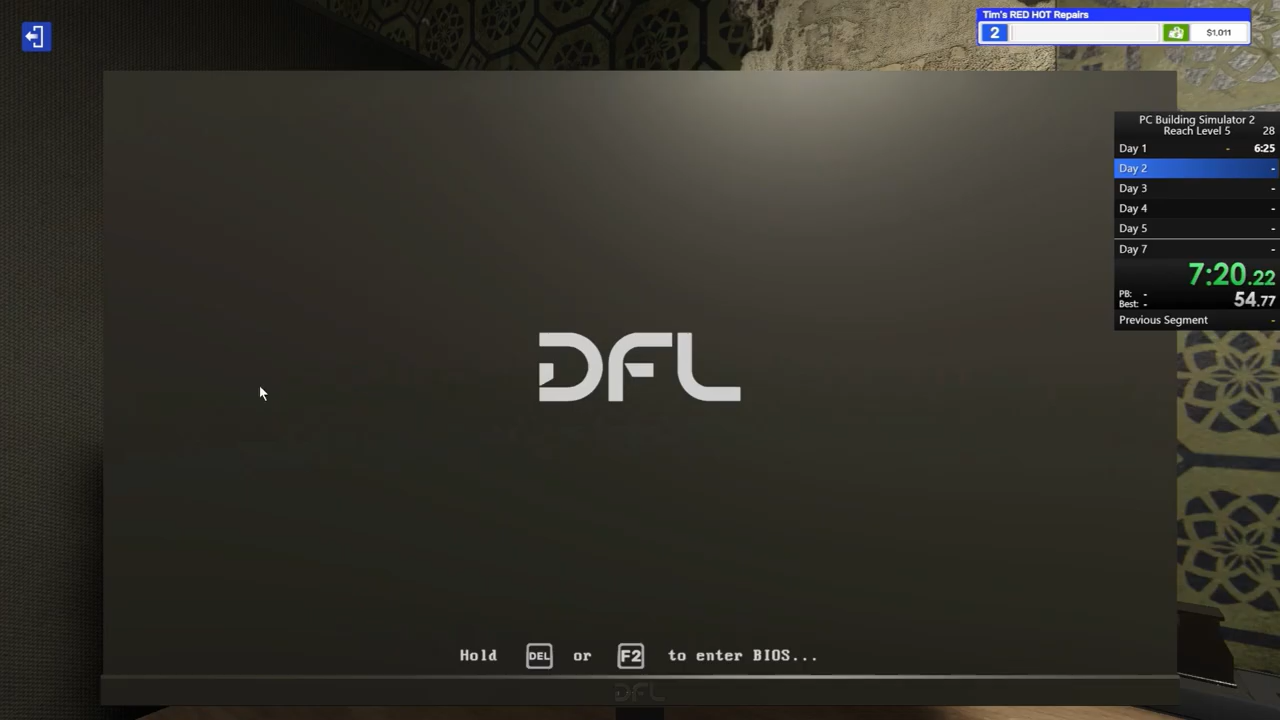 Tim's RED HOT Repairs
2
$1,011
PC Building Simulator 2
Reach Level 5 28
Day 1 - 6:25
Day 2 -
Day 3 -
Day 4 -
Day 5 -
Day 7 -
7:20.22
PB: -
Best: - 54.77
Previous Segment -
DFL
Hold DEL or F2 to enter BIOS...
DFL